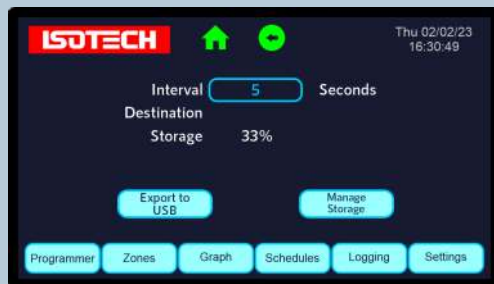 ISOTECH
Thu 02/02/23
16:30:49
Interval 5 Seconds
Destination
Storage 33%
Export to
USB
Manage
Storage
Programmer Zones Graph Schedules Logging Settings